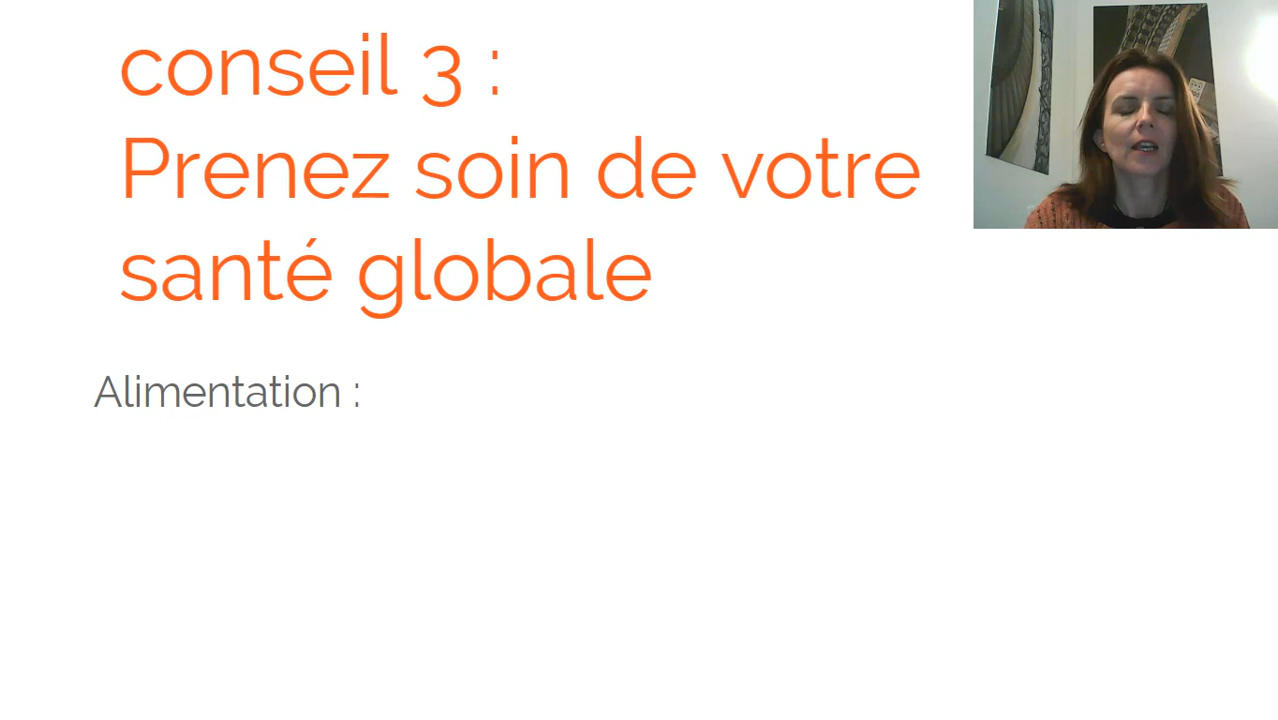 conseil 3 :
Prenez soin de votre
santé globale
Alimentation :